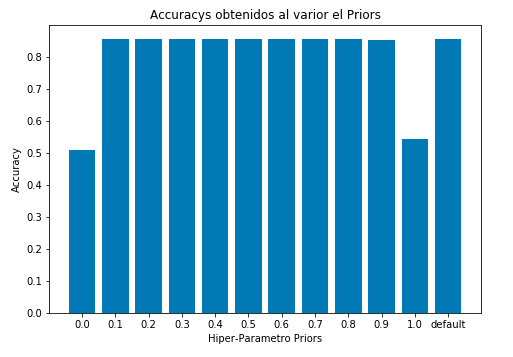 Accuracys obtenidos al varior el Priors
Accuracy
0.8
0.7
0.6
0.5
0.4
0.3
0.2
0.1
0.0
0.0 0.1 0.2 0.3 0.4 0.5 0.6 0.7 0.8 0.9 1.0 default
Hiper-Parametro Priors